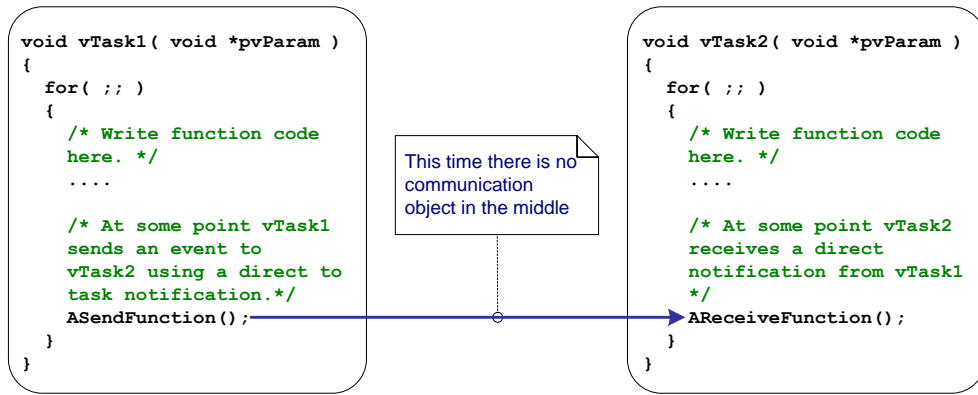 void vTask1( void *pvParam )
{
for( ;; )
{
/* Write function code
here. */
....
/* At some point vTask1
sends an event to
vTask2 using a direct to
task notification.*/
ASendFunction();
}
}
This time there is no
communication
object in the middle
void vTask2( void *pvParam )
{
for( ;; )
{
/* Write function code
here. */
....
/* At some point vTask2
receives a direct
notification from vTask1
*/
AReceiveFunction();
}
}